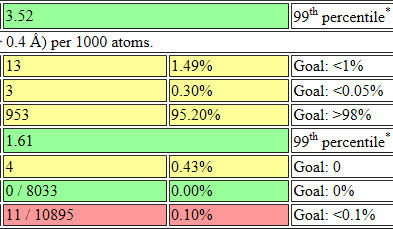 3.52 99th percentile*
> 0.4 Å) per 1000 atoms.
13 1.49% Goal: <1%
3 0.30% Goal: <0.05%
953 95.20% Goal: >98%
1.61 99th percentile*
4 0.43% Goal: 0
0 / 8033 0.00% Goal: 0%
11 / 10895 0.10% Goal: <0.1%